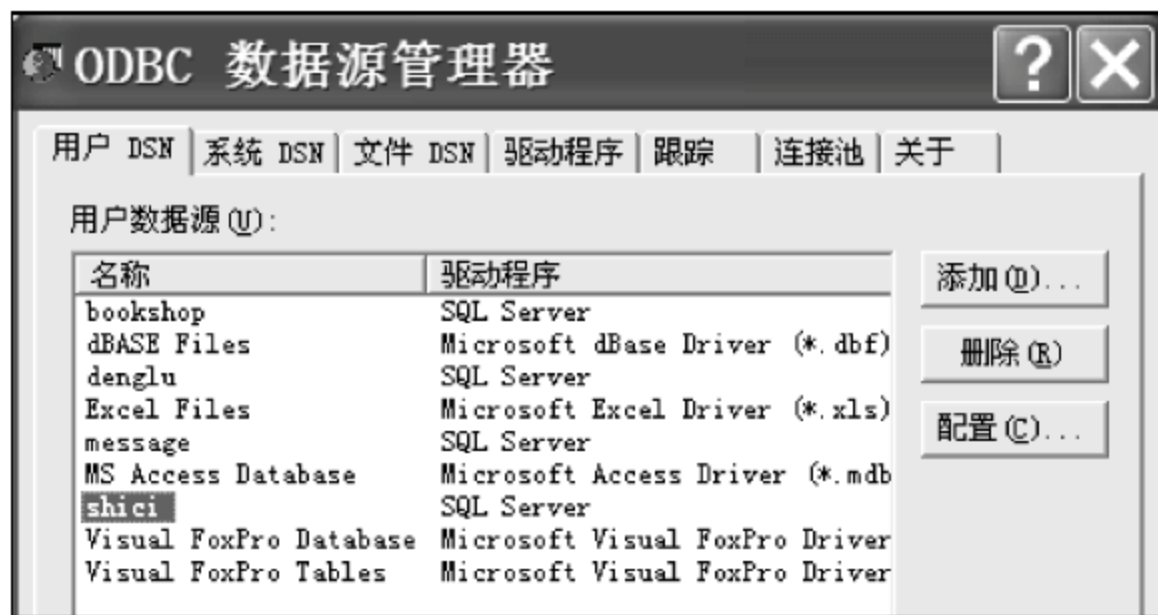 ODBC 数据源管理器
用户 DSN 系统 DSN 文件 DSN 驱动程序 跟踪 连接池 关于
用户数据源(U):
名称 驱动程序
bookshop SQL Server
dBASE Files Microsoft dBase Driver (*.dbf)
denglu SQL Server
Excel Files Microsoft Excel Driver (*.xls)
message SQL Server
MS Access Database Microsoft Access Driver (*.mdb
shici SQL Server
Visual FoxPro Database Microsoft Visual FoxPro Driver
Visual FoxPro Tables Microsoft Visual FoxPro Driver
添加(D)...
删除(R)
配置(C)...